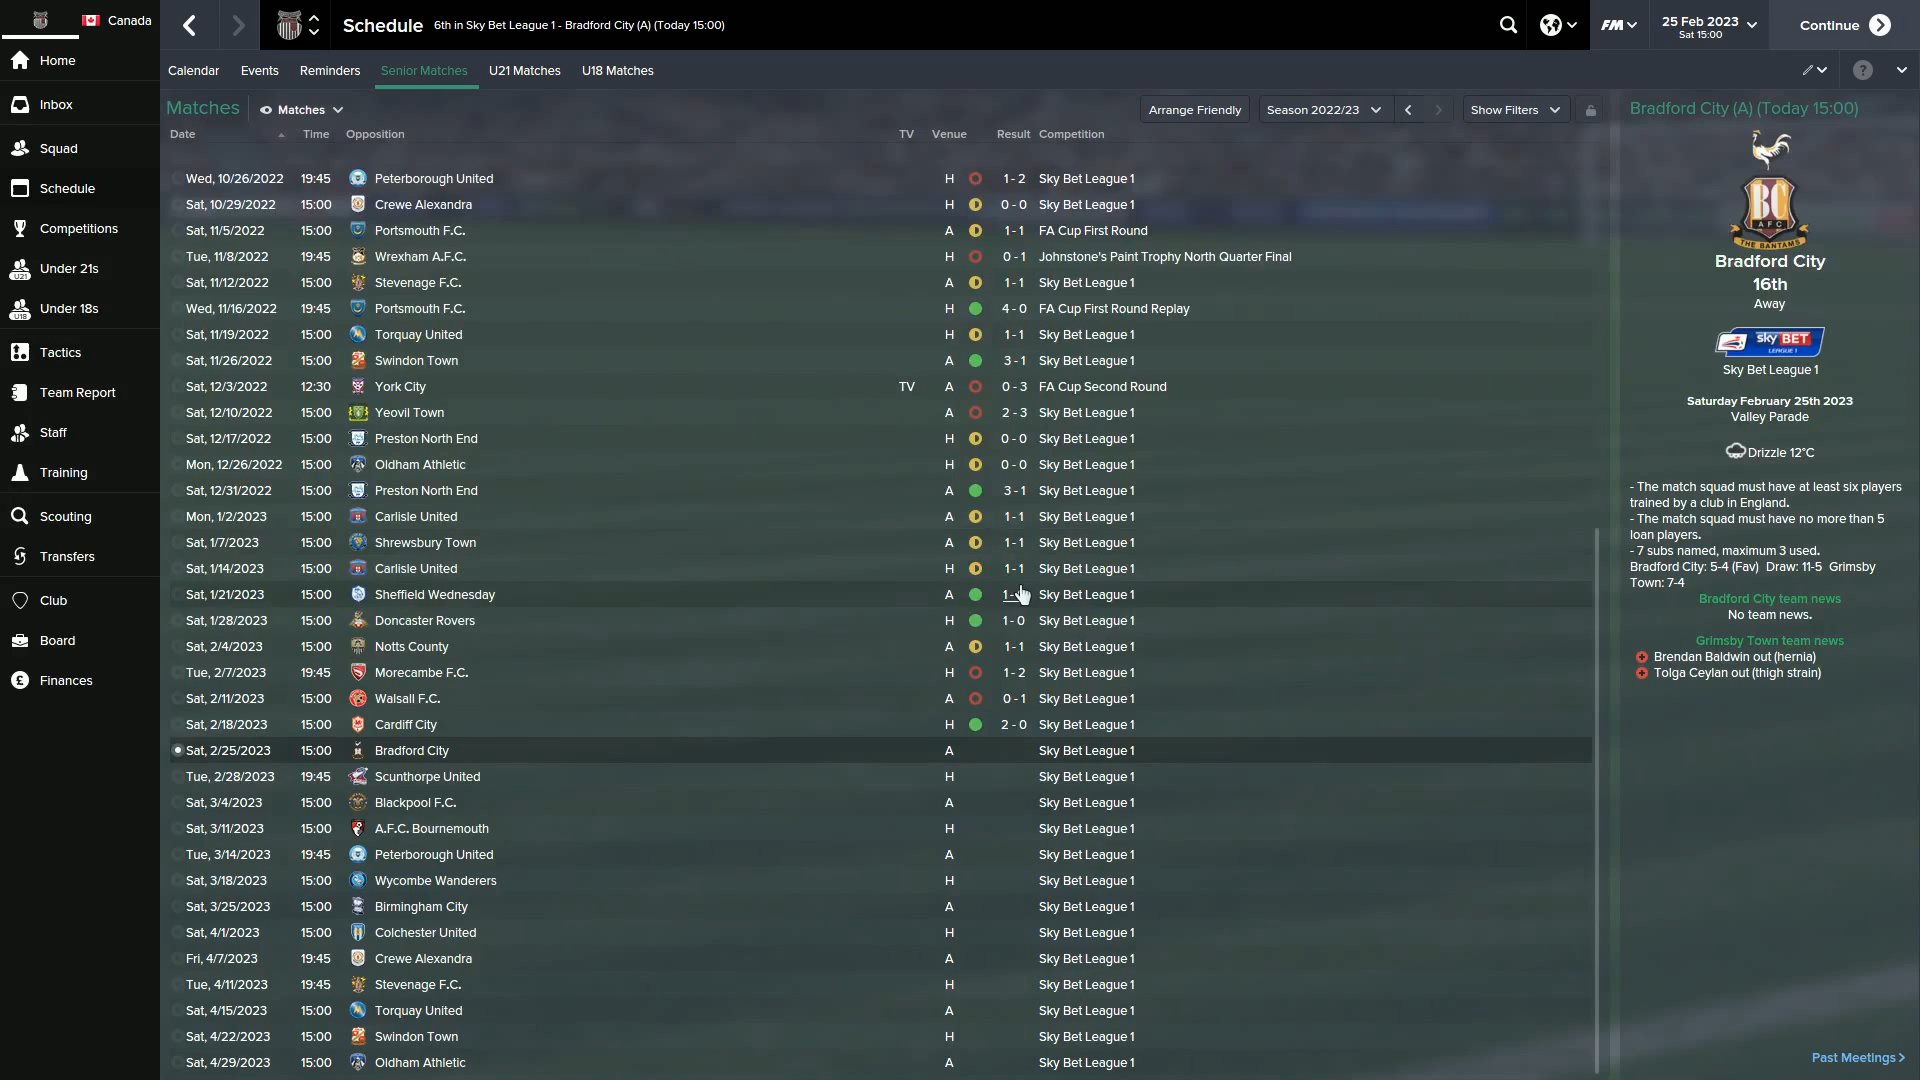 Canada
Schedule 6th in Sky Bet League 1 - Bradford City (A) (Today 15:00)
FM
25 Feb 2023
Sat 15:00
Continue
Home
Inbox
Squad
Schedule
Competitions
Under 21s
Under 18s
Tactics
Team Report
Staff
Training
Scouting
Transfers
Club
Board
Finances
Calendar Events Reminders Senior Matches U21 Matches U18 Matches
Matches Matches Arrange Friendly Season 2022/23 Show Filters
Date Time Opposition TV Venue Result Competition
Wed, 10/26/2022 19:45 Peterborough United H 1 - 2 Sky Bet League 1
Sat, 10/29/2022 15:00 Crewe Alexandra H 0 - 0 Sky Bet League 1
Sat, 11/5/2022 15:00 Portsmouth F.C. A 1 - 1 FA Cup First Round
Tue, 11/8/2022 19:45 Wrexham A.F.C. H 0 - 1 Johnstone's Paint Trophy North Quarter Final
Sat, 11/12/2022 15:00 Stevenage F.C. A 1 - 1 Sky Bet League 1
Wed, 11/16/2022 19:45 Portsmouth F.C. H 4 - 0 FA Cup First Round Replay
Sat, 11/19/2022 15:00 Torquay United H 1 - 1 Sky Bet League 1
Sat, 11/26/2022 15:00 Swindon Town A 3 - 1 Sky Bet League 1
Sat, 12/3/2022 12:30 York City TV A 0 - 3 FA Cup Second Round
Sat, 12/10/2022 15:00 Yeovil Town A 2 - 3 Sky Bet League 1
Sat, 12/17/2022 15:00 Preston North End H 0 - 0 Sky Bet League 1
Mon, 12/26/2022 15:00 Oldham Athletic H 0 - 0 Sky Bet League 1
Sat, 12/31/2022 15:00 Preston North End A 3 - 1 Sky Bet League 1
Mon, 1/2/2023 15:00 Carlisle United A 1 - 1 Sky Bet League 1
Sat, 1/7/2023 15:00 Shrewsbury Town A 1 - 1 Sky Bet League 1
Sat, 1/14/2023 15:00 Carlisle United H 1 - 1 Sky Bet League 1
Sat, 1/21/2023 15:00 Sheffield Wednesday A 1 - Sky Bet League 1
Sat, 1/28/2023 15:00 Doncaster Rovers H 1 - 0 Sky Bet League 1
Sat, 2/4/2023 15:00 Notts County A 1 - 1 Sky Bet League 1
Tue, 2/7/2023 19:45 Morecambe F.C. H 1 - 2 Sky Bet League 1
Sat, 2/11/2023 15:00 Walsall F.C. A 0 - 1 Sky Bet League 1
Sat, 2/18/2023 15:00 Cardiff City H 2 - 0 Sky Bet League 1
Sat, 2/25/2023 15:00 Bradford City A Sky Bet League 1
Tue, 2/28/2023 19:45 Scunthorpe United H Sky Bet League 1
Sat, 3/4/2023 15:00 Blackpool F.C. A Sky Bet League 1
Sat, 3/11/2023 15:00 A.F.C. Bournemouth H Sky Bet League 1
Tue, 3/14/2023 19:45 Peterborough United A Sky Bet League 1
Sat, 3/18/2023 15:00 Wycombe Wanderers H Sky Bet League 1
Sat, 3/25/2023 15:00 Birmingham City A Sky Bet League 1
Sat, 4/1/2023 15:00 Colchester United H Sky Bet League 1
Fri, 4/7/2023 19:45 Crewe Alexandra A Sky Bet League 1
Tue, 4/11/2023 19:45 Stevenage F.C. H Sky Bet League 1
Sat, 4/15/2023 15:00 Torquay United A Sky Bet League 1
Sat, 4/22/2023 15:00 Swindon Town H Sky Bet League 1
Sat, 4/29/2023 15:00 Oldham Athletic A Sky Bet League 1
Bradford City (A) (Today 15:00)
BC
AFC
THE BANTAMS
Bradford City
16th
Away
sky BET
LEAGUE 1
Sky Bet League 1
Saturday February 25th 2023
Valley Parade
Drizzle 12°C
- The match squad must have at least six players
trained by a club in England.
- The match squad must have no more than 5
loan players.
- 7 subs named, maximum 3 used.
Bradford City: 5-4 (Fav) Draw: 11-5 Grimsby
Town: 7-4
Bradford City team news
No team news.
Grimsby Town team news
Brendan Baldwin out (hernia)
Tolga Ceylan out (thigh strain)
Past Meetings >